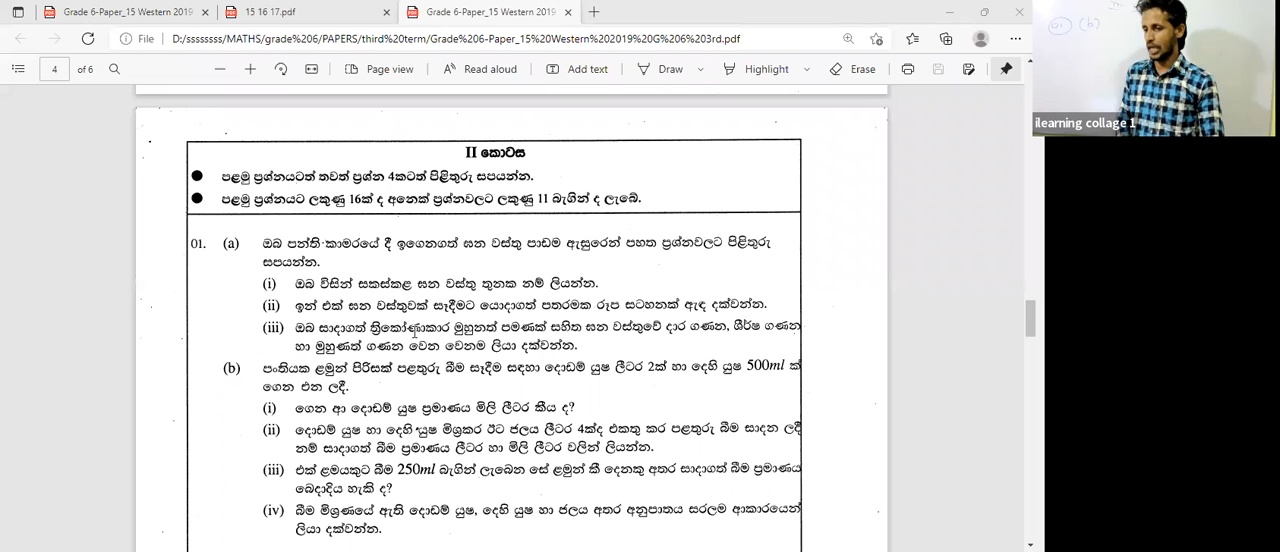 Grade 6-Paper_15 Western 2019
15 16 17.pdf
Grade 6-Paper_15 Western 2019
File
D:/ssssssss/MATHS/grade%206/PAPERS/third%20term/Grade%206-Paper_15%20Western%202019%20G%206%203rd.pdf
4 of 6
Page view
Read aloud
Add text
Draw
Highlight
Erase
(b)
ilearning collage 1
II කොටස
● පළමු ප්‍රශ්නයටත් තවත් ප්‍රශ්න 4කටත් පිළිතුරු සපයන්න.
● පළමු ප්‍රශ්නයට ලකුණු 16ක් ද අනෙක් ප්‍රශ්නවලට ලකුණු 11 බැගින් ද ලැබේ.
01. (a) ඔබ පන්ති කාමරයේ දී ඉගෙනගත් ඝන වස්තු පාඩම ඇසුරෙන් පහත ප්‍රශ්නවලට පිළිතුරු
සපයන්න.
(i) ඔබ විසින් සකස්කළ ඝන වස්තු තුනක නම් ලියන්න.
(ii) ඉන් එක් ඝන වස්තුවක් සෑදීමට යොදාගත් පතරමක රූප සටහනක් ඇඳ දක්වන්න.
(iii) ඔබ සාදාගත් ත්‍රිකෝණාකාර මුහුනත් පමණක් සහිත ඝන වස්තුවේ දාර ගණන, ශීර්ෂ ගණන
හා මුහුණත් ගණන වෙන වෙනම ලියා දක්වන්න.
(b) පංතියක ළමුන් පිරිසක් පළතුරු බීම සෑදීම සඳහා දොඩම් යුෂ ලීටර 2ක් හා දෙහි යුෂ 500ml ක්
ගෙන එන ලදී.
(i) ගෙන ආ දොඩම් යුෂ ප්‍රමාණය මිලි ලීටර කීය ද?
(ii) දොඩම් යුෂ හා දෙහි යුෂ මිශ්‍රකර ඊට ජලය ලීටර 4ක්ද එකතු කර පළතුරු බීම සාදන ලදී
නම් සාදාගත් බීම ප්‍රමාණය ලීටර හා මිලි ලීටර වලින් ලියන්න.
(iii) එක් ළමයකුට බීම 250ml බැගින් ලැබෙන සේ ළමුන් කී දෙනකු අතර සාදාගත් බීම ප්‍රමාණය
බෙදාදිය හැකි ද?
(iv) බීම මිශ්‍රණයේ ඇති දොඩම් යුෂ, දෙහි යුෂ හා ජලය අතර අනුපාතය සරලම ආකාරයෙන්
ලියා දක්වන්න.